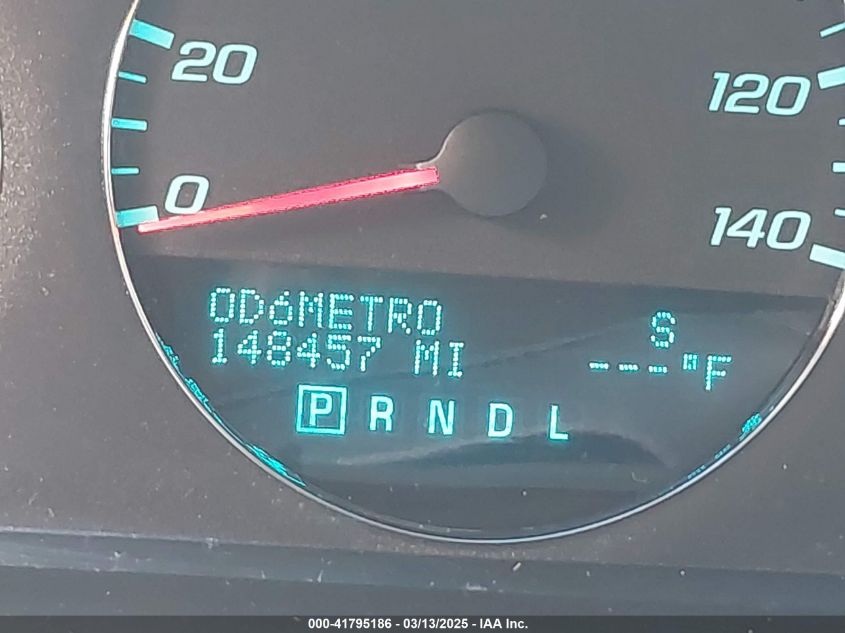 20
120
0
140
ODóMETRO
148457 MI
S
---"F
P R N D L
000-41795186 - 03/13/2025 - IAA Inc.